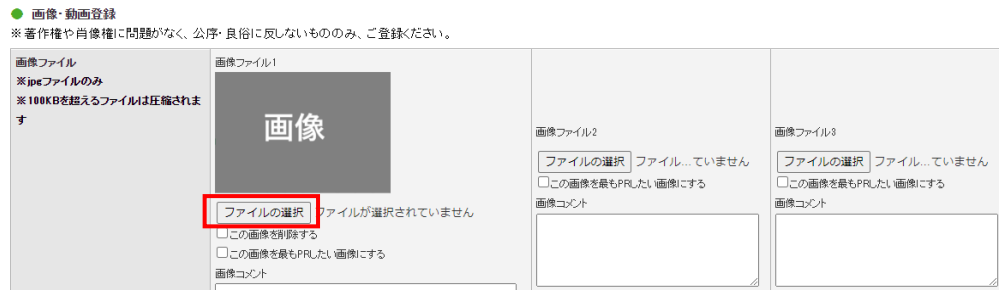 ● 画像・動画登録
※著作権や肖像権に問題がなく、公序・良俗に反しないもののみ、ご登録ください。
画像ファイル
※jpgファイルのみ
※100KBを超えるファイルは圧縮されます
画像ファイル1
画像
ファイルの選択 ファイルが選択されていません
□この画像を削除する
□この画像を最もPRしたい画像にする
画像コメント
画像ファイル2
ファイルの選択 ファイル...ていません
□この画像を最もPRしたい画像にする
画像コメント
画像ファイル3
ファイルの選択 ファイル...ていません
□この画像を最もPRしたい画像にする
画像コメント